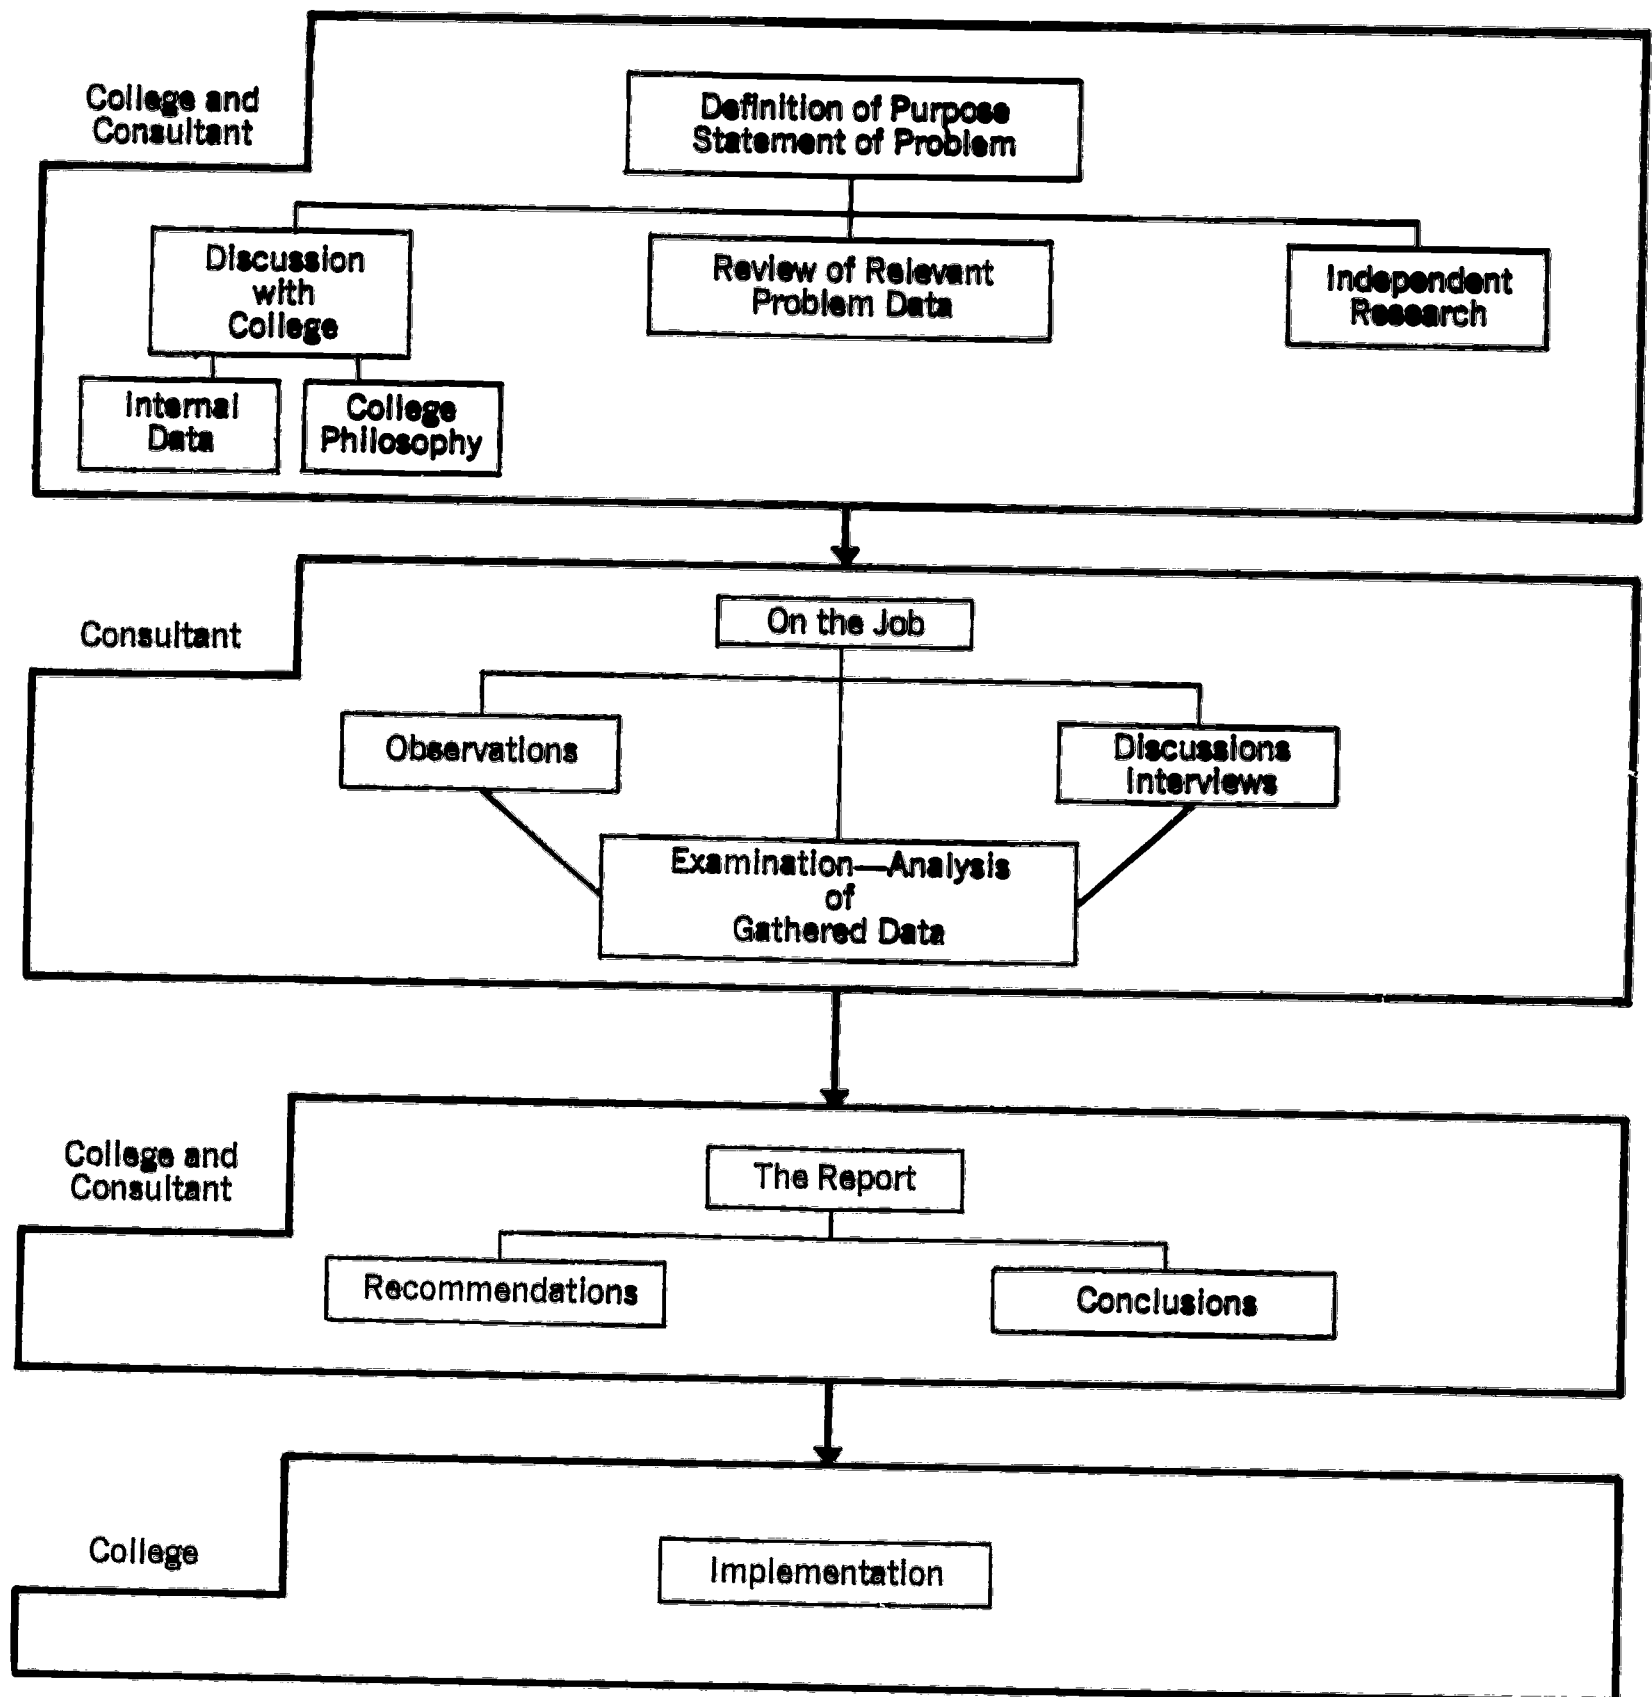 College and
Consultant
Definition of Purpose
Statement of Problem
Discussion
with
College
Review of Relevant
Problem Data
Independent
Research
Internal
Data
College
Philosophy
Consultant
On the Job
Observations
Discussions
Interviews
Examination—Analysis
of
Gathered Data
College and
Consultant
The Report
Recommendations
Conclusions
College
Implementation